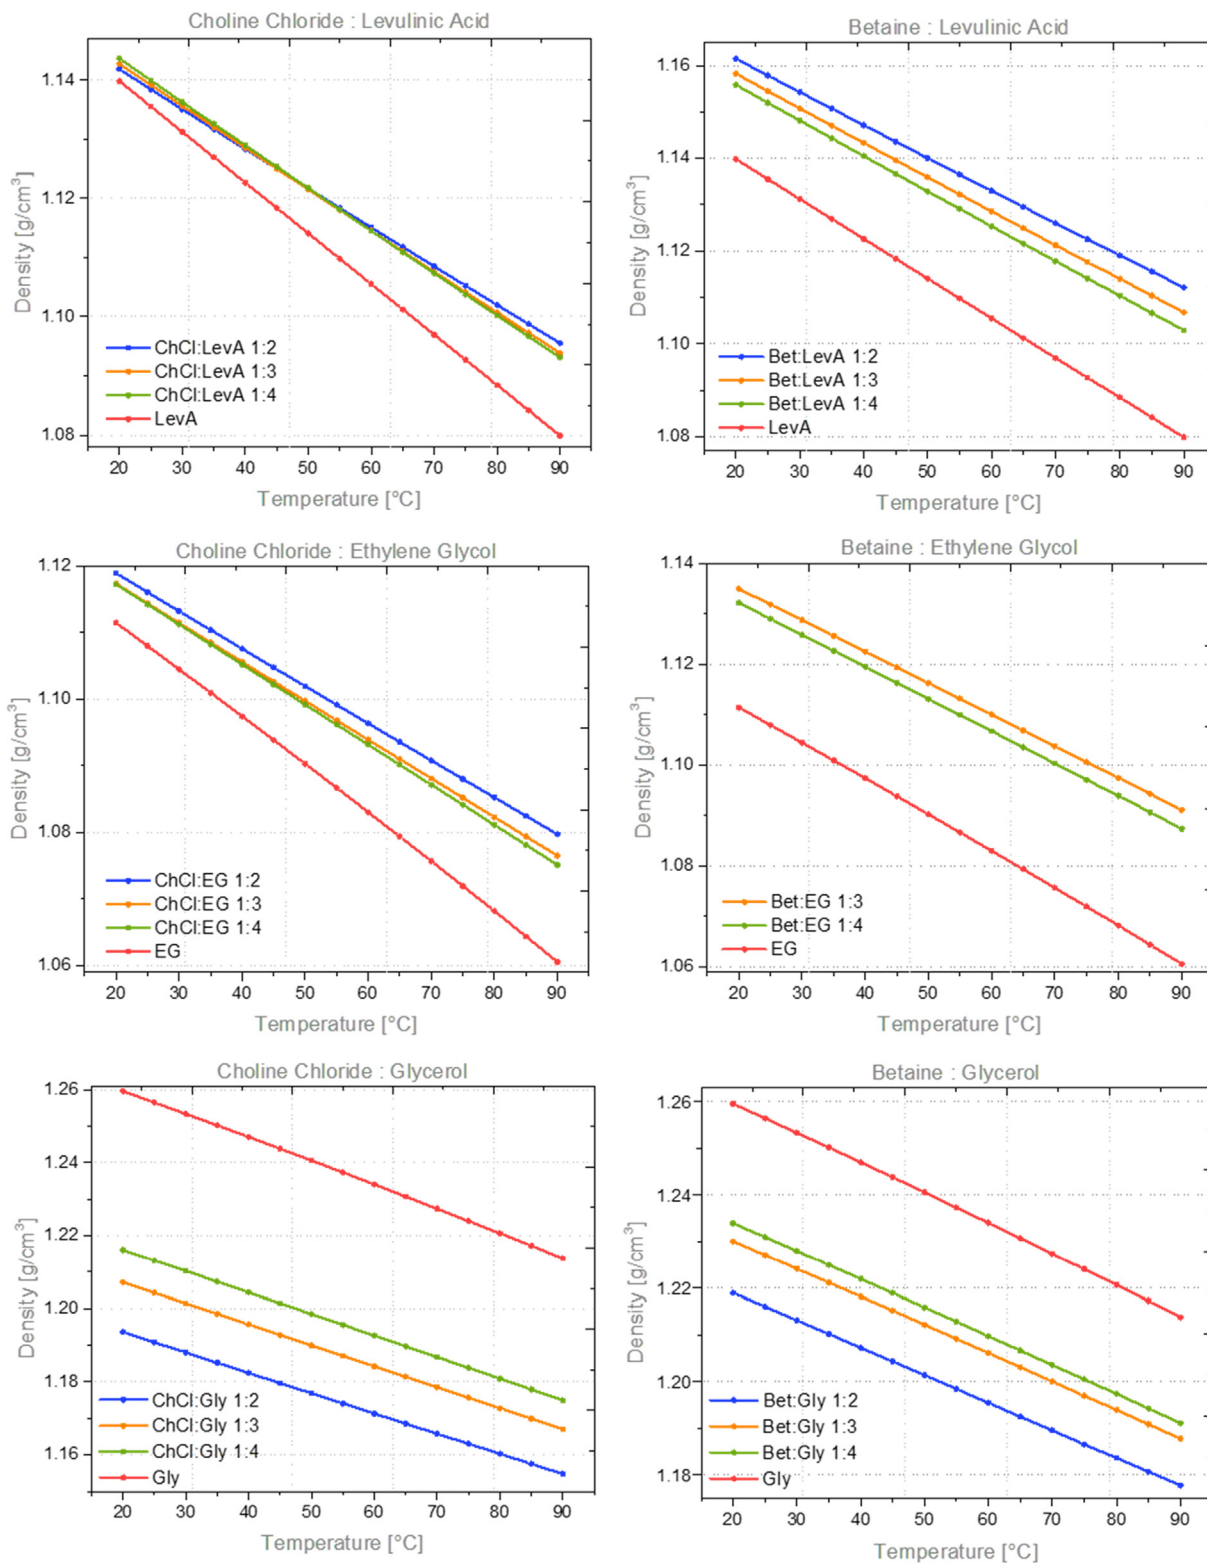 Choline Chloride : Levulinic Acid
1.14
1.12
1.10
1.08
Density [g/cm³]
ChCl:LevA 1:2
ChCl:LevA 1:3
ChCl:LevA 1:4
LevA
20 30 40 50 60 70 80 90
Temperature [°C]
Betaine : Levulinic Acid
1.16
1.14
1.12
1.10
1.08
Density [g/cm³]
Bet:LevA 1:2
Bet:LevA 1:3
Bet:LevA 1:4
LevA
20 30 40 50 60 70 80 90
Temperature [°C]
Choline Chloride : Ethylene Glycol
1.12
1.10
1.08
1.06
Density [g/cm³]
ChCl:EG 1:2
ChCl:EG 1:3
ChCl:EG 1:4
EG
20 30 40 50 60 70 80 90
Temperature [°C]
Betaine : Ethylene Glycol
1.14
1.12
1.10
1.08
1.06
Density [g/cm³]
Bet:EG 1:3
Bet:EG 1:4
EG
20 30 40 50 60 70 80 90
Temperature [°C]
Choline Chloride : Glycerol
1.26
1.24
1.22
1.20
1.18
1.16
Density [g/cm³]
ChCl:Gly 1:2
ChCl:Gly 1:3
ChCl:Gly 1:4
Gly
20 30 40 50 60 70 80 90
Temperature [°C]
Betaine : Glycerol
1.26
1.24
1.22
1.20
1.18
Density [g/cm³]
Bet:Gly 1:2
Bet:Gly 1:3
Bet:Gly 1:4
Gly
20 30 40 50 60 70 80 90
Temperature [°C]